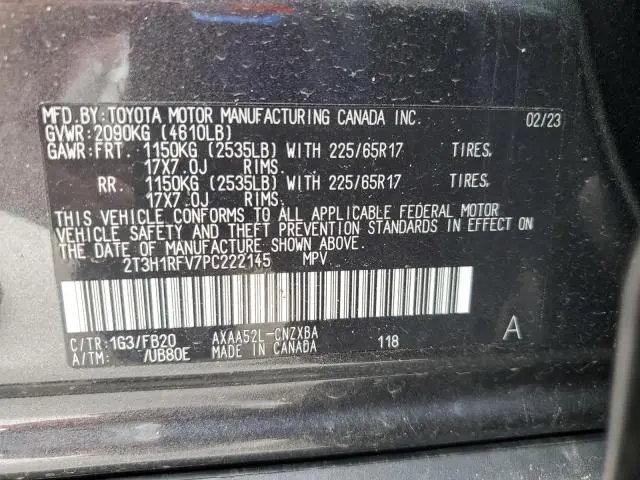 MFD.BY:TOYOTA MOTOR MANUFACTURING CANADA INC. 02/23
GVWR:2090KG (4610LB)
GAWR:FRT. 1150KG (2535LB) WITH 225/65R17 TIRES,
17X7.0J RIMS,
RR. 1150KG (2535LB) WITH 225/65R17 TIRES,
17X7.0J RIMS.
THIS VEHICLE CONFORMS TO ALL APPLICABLE FEDERAL MOTOR
VEHICLE SAFETY AND THEFT PREVENTION STANDARDS IN EFFECT ON
THE DATE OF MANUFACTURE SHOWN ABOVE.
2T3H1RFV7PC222145 MPV
C/TR:1G3/FB20 AXAA52L-CNZXBA 118 A
A/TM: /UB80E MADE IN CANADA